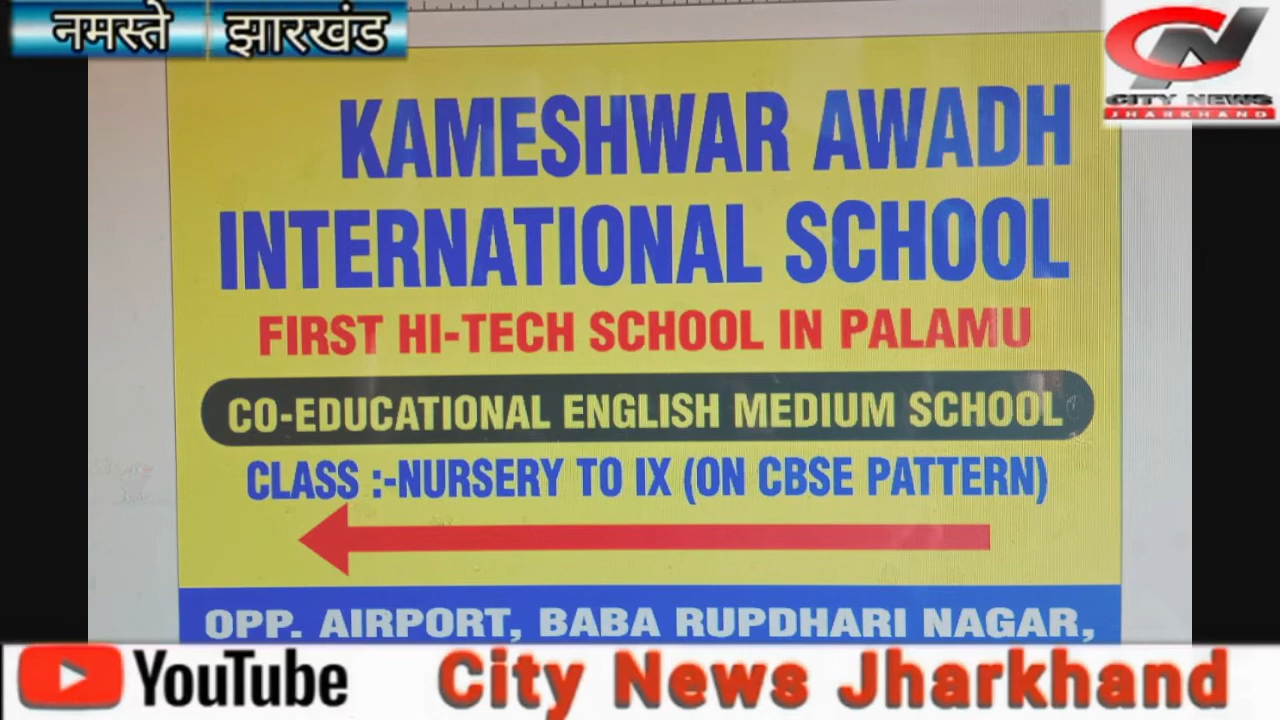 नमस्ते झारखंड
CN
CITY NEWS
JHARKHAND
KAMESHWAR AWADH
INTERNATIONAL SCHOOL
FIRST HI-TECH SCHOOL IN PALAMU
CO-EDUCATIONAL ENGLISH MEDIUM SCHOOL
CLASS :-NURSERY TO IX (ON CBSE PATTERN)
OPP. AIRPORT, BABA RUPDHARI NAGAR,
YouTube City News Jharkhand